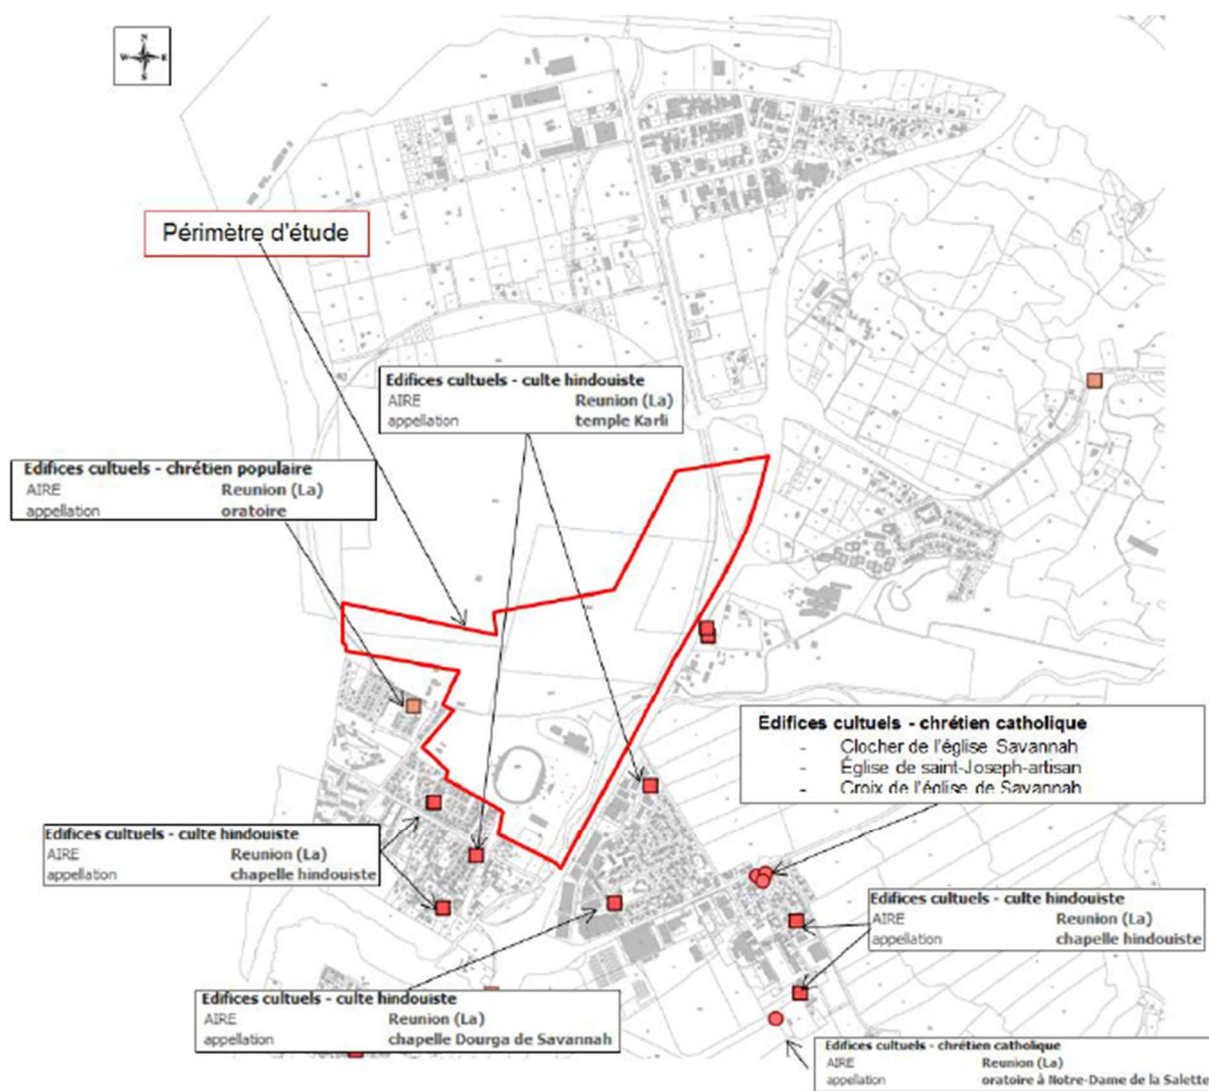 N
W E
S
Périmètre d'étude
Edifices cultuels - culte hindouiste
AIRE Reunion (La)
appellation temple Karli
Edifices cultuels - chrétien populaire
AIRE Reunion (La)
appellation oratoire
Édifices cultuels - chrétien catholique
- Clocher de l'église Savannah
- Église de saint-Joseph-artisan
- Croix de l'église de Savannah
Edifices cultuels - culte hindouiste
AIRE Reunion (La)
appellation chapelle hindouiste
Edifices cultuels - culte hindouiste
AIRE Reunion (La)
appellation chapelle hindouiste
Edifices cultuels - culte hindouiste
AIRE Reunion (La)
appellation chapelle Dourga de Savannah
Edifices cultuels - chrétien catholique
AIRE Reunion (La)
appellation oratoire à Notre-Dame de la Salette